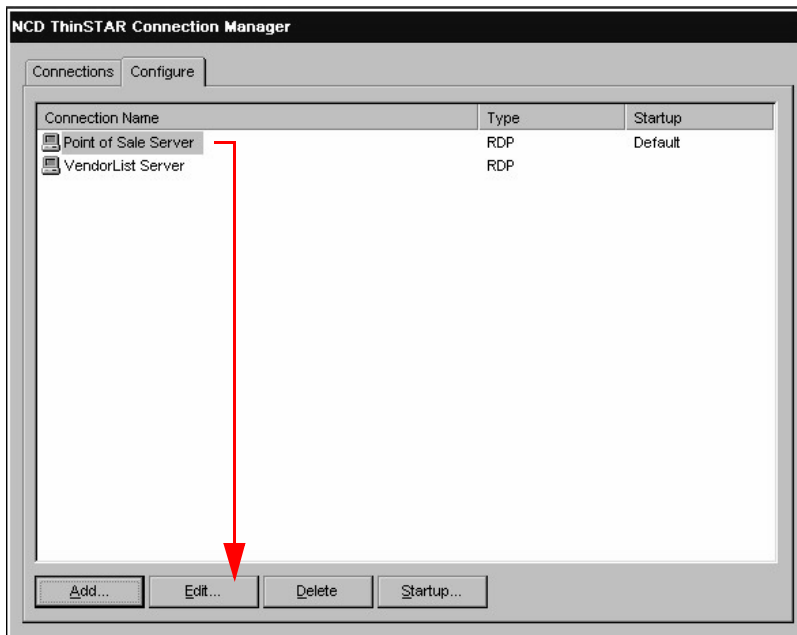 NCD ThinSTAR Connection Manager
Connections Configure
Connection Name Type Startup
Point of Sale Server RDP Default
VendorList Server RDP
Add... Edit... Delete Startup...